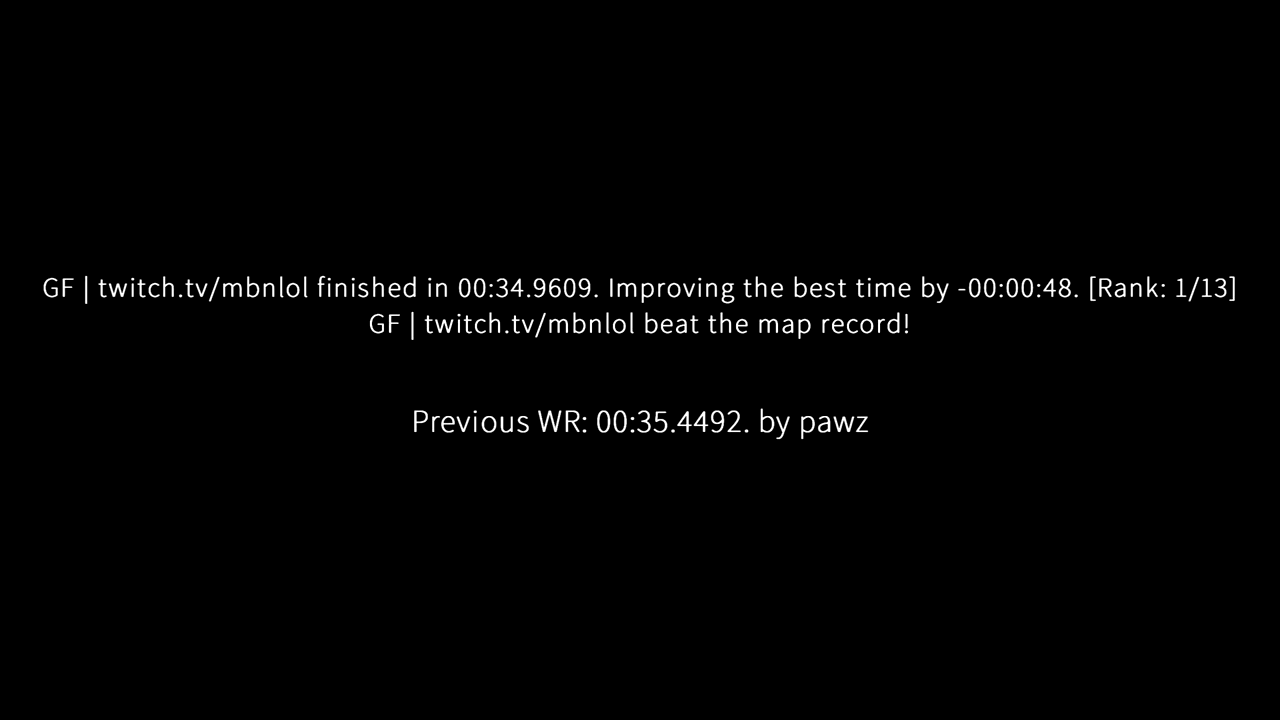 GF | twitch.tv/mbnlol finished in 00:34.9609. Improving the best time by -00:00:48. [Rank: 1/13]
GF | twitch.tv/mbnlol beat the map record!
Previous WR: 00:35.4492. by pawz